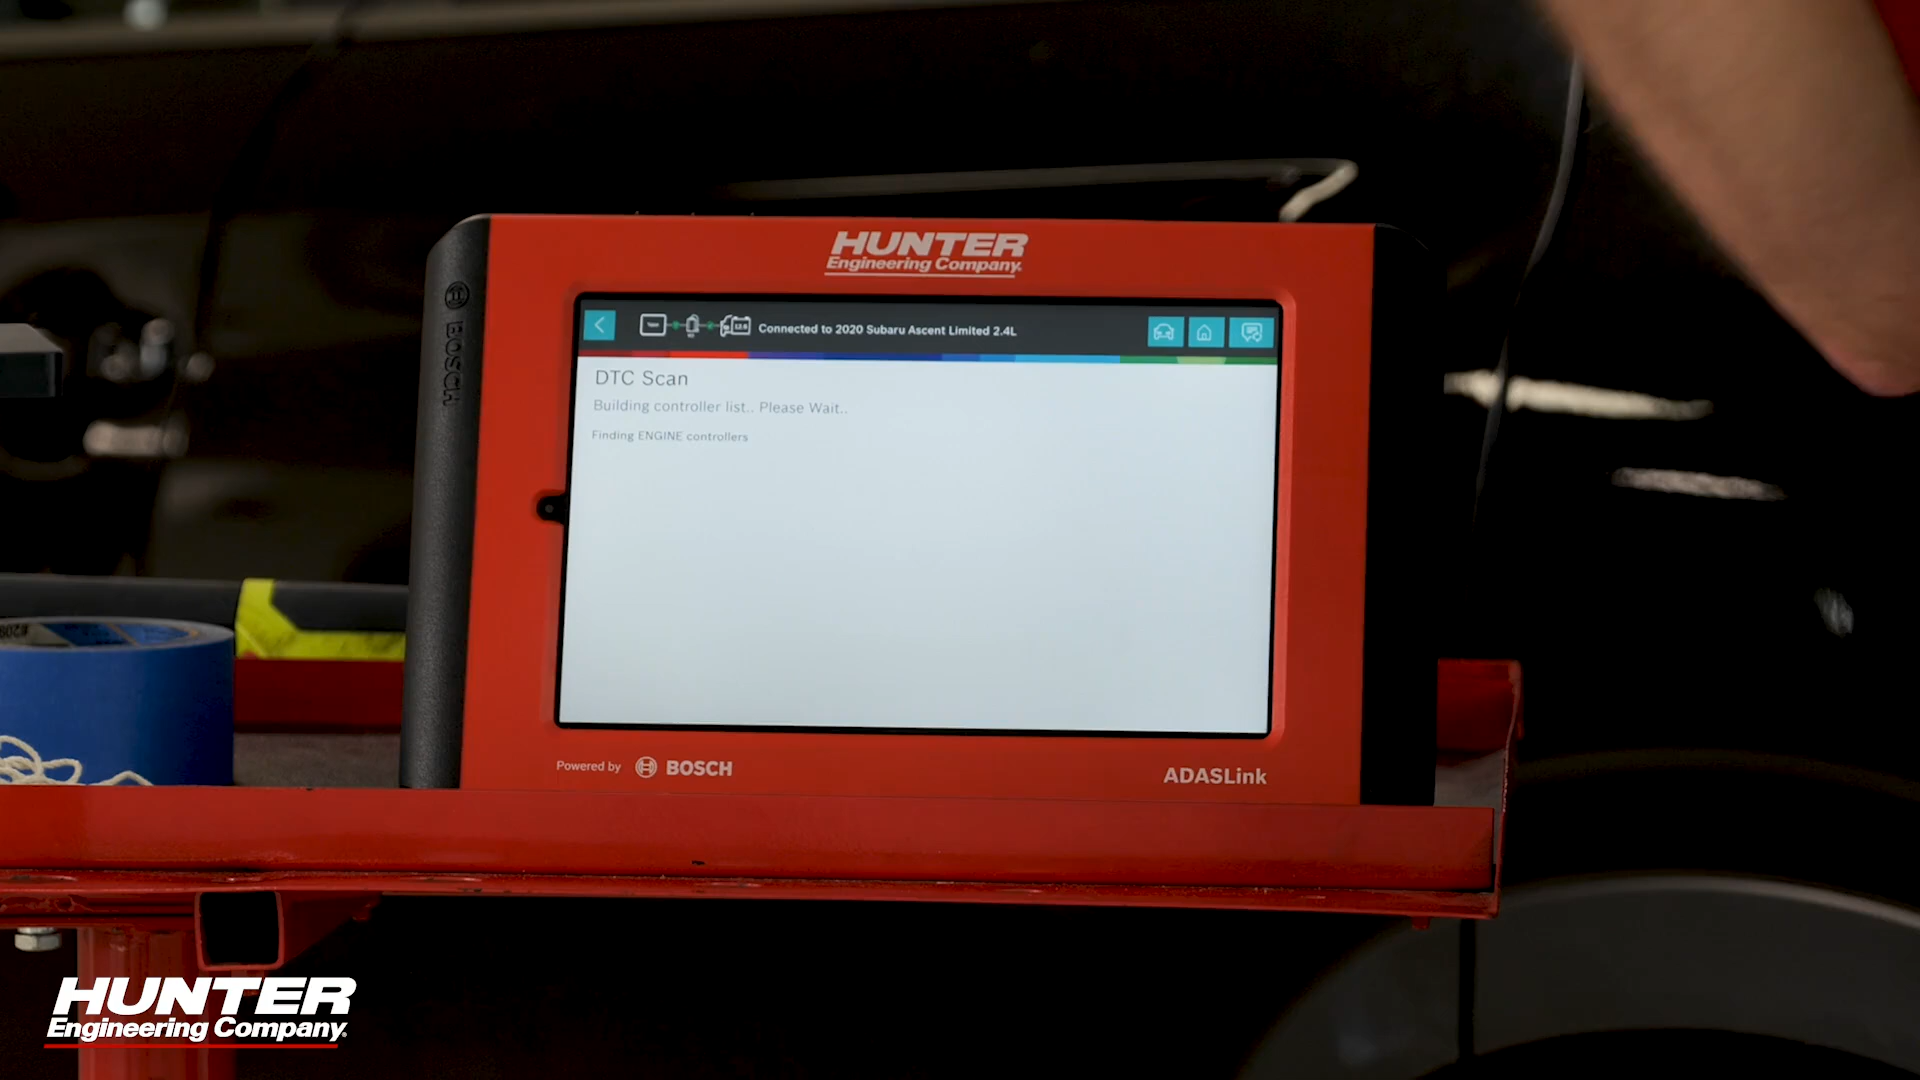 HUNTER
Engineering Company.
Connected to 2020 Subaru Ascent Limited 2.4L
DTC Scan
Building controller list.. Please Wait..
Finding ENGINE controllers
BOSCH
Powered by BOSCH
ADASLink
HUNTER
Engineering Company.